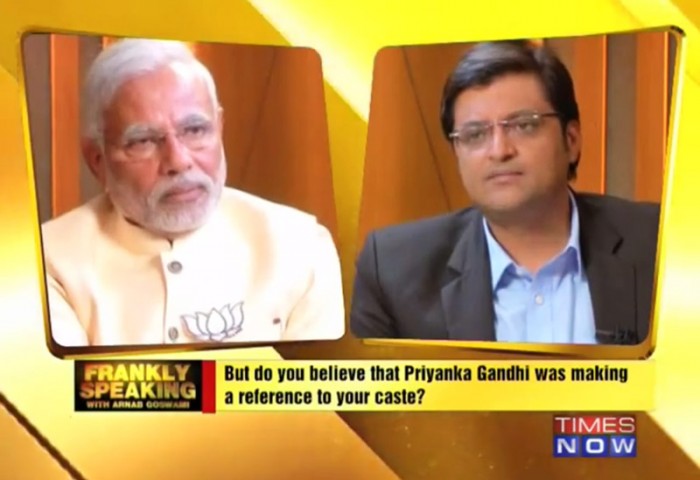 FRANKLY
SPEAKING
WITH ARNAB GOSWAMI
But do you believe that Priyanka Gandhi was making
a reference to your caste?
TIMES
NOW